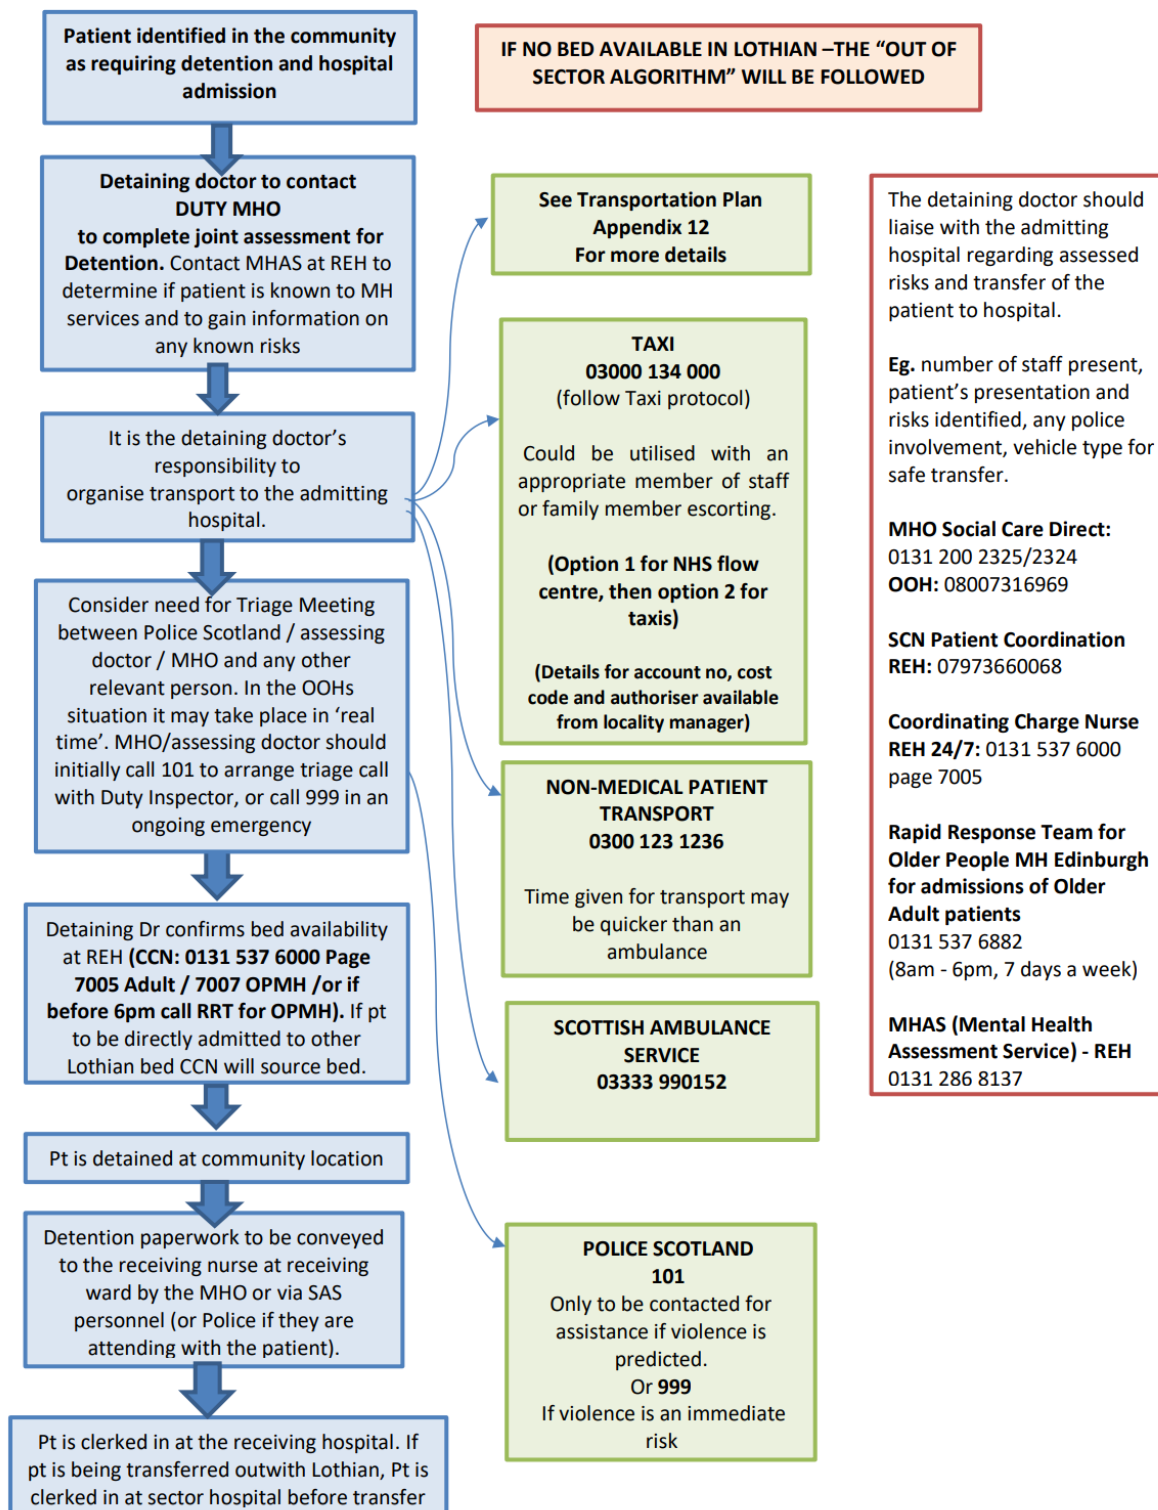 Patient identified in the community
as requiring detention and hospital
admission
IF NO BED AVAILABLE IN LOTHIAN –THE “OUT OF
SECTOR ALGORITHM” WILL BE FOLLOWED
Detaining doctor to contact
DUTY MHO
to complete joint assessment for
Detention. Contact MHAS at REH to
determine if patient is known to MH
services and to gain information on
any known risks
It is the detaining doctor’s
responsibility to
organise transport to the admitting
hospital.
Consider need for Triage Meeting
between Police Scotland / assessing
doctor / MHO and any other
relevant person. In the OOHs
situation it may take place in ‘real
time’. MHO/assessing doctor should
initially call 101 to arrange triage call
with Duty Inspector, or call 999 in an
ongoing emergency
Detaining Dr confirms bed availability
at REH (CCN: 0131 537 6000 Page
7005 Adult / 7007 OPMH /or if
before 6pm call RRT for OPMH). If pt
to be directly admitted to other
Lothian bed CCN will source bed.
Pt is detained at community location
Detention paperwork to be conveyed
to the receiving nurse at receiving
ward by the MHO or via SAS
personnel (or Police if they are
attending with the patient).
Pt is clerked in at the receiving hospital. If
pt is being transferred outwith Lothian, Pt is
clerked in at sector hospital before transfer
See Transportation Plan
Appendix 12
For more details
TAXI
03000 134 000
(follow Taxi protocol)
Could be utilised with an
appropriate member of staff
or family member escorting.
(Option 1 for NHS flow
centre, then option 2 for
taxis)
(Details for account no, cost
code and authoriser available
from locality manager)
NON-MEDICAL PATIENT
TRANSPORT
0300 123 1236
Time given for transport may
be quicker than an
ambulance
SCOTTISH AMBULANCE
SERVICE
03333 990152
POLICE SCOTLAND
101
Only to be contacted for
assistance if violence is
predicted.
Or 999
If violence is an immediate
risk
The detaining doctor should
liaise with the admitting
hospital regarding assessed
risks and transfer of the
patient to hospital.
Eg. number of staff present,
patient’s presentation and
risks identified, any police
involvement, vehicle type for
safe transfer.
MHO Social Care Direct:
0131 200 2325/2324
OOH: 08007316969
SCN Patient Coordination
REH: 07973660068
Coordinating Charge Nurse
REH 24/7: 0131 537 6000
page 7005
Rapid Response Team for
Older People MH Edinburgh
for admissions of Older
Adult patients
0131 537 6882
(8am - 6pm, 7 days a week)
MHAS (Mental Health
Assessment Service) - REH
0131 286 8137